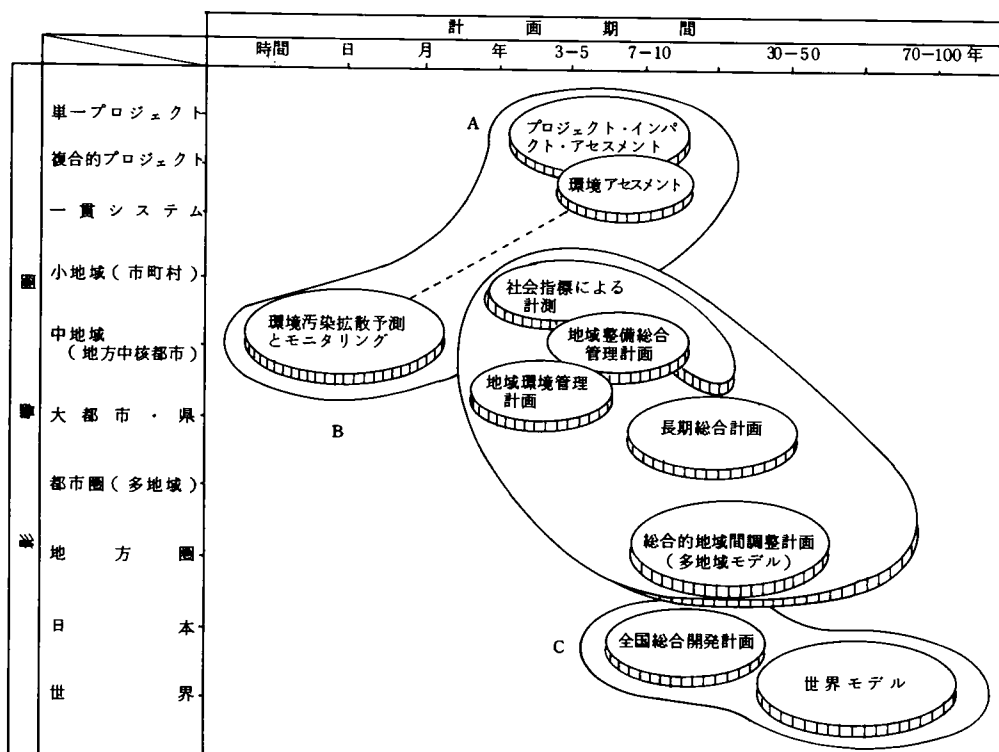 計画期間
時間 日 月 年 3-5 7-10 30-50 70-100年
影響圏
単一プロジェクト
複合的プロジェクト
一貫システム
小地域(市町村)
中地域
(地方中核都市)
大都市・県
都市圏(多地域)
地方圏
日本
世界
A
プロジェクト・インパ
クト・アセスメント
環境アセスメント
社会指標による
計測
環境汚染拡散予測
とモニタリング
地域整備総合
管理計画
地域環境管理
計画
B
長期総合計画
総合的地域間調整計画
(多地域モデル)
C
全国総合開発計画
世界モデル